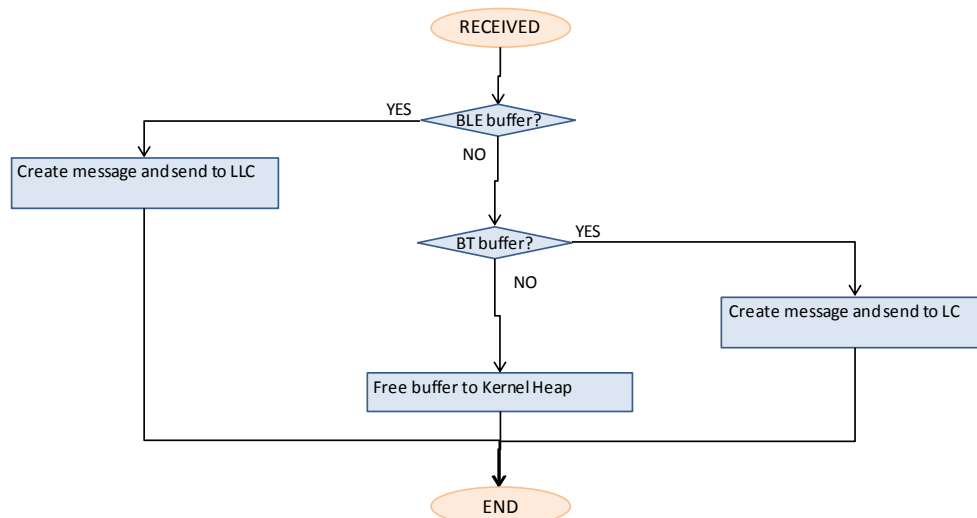 RECEIVED
YES
BLE buffer?
NO
Create message and send to LLC
BT buffer?
YES
NO
Create message and send to LC
Free buffer to Kernel Heap
END